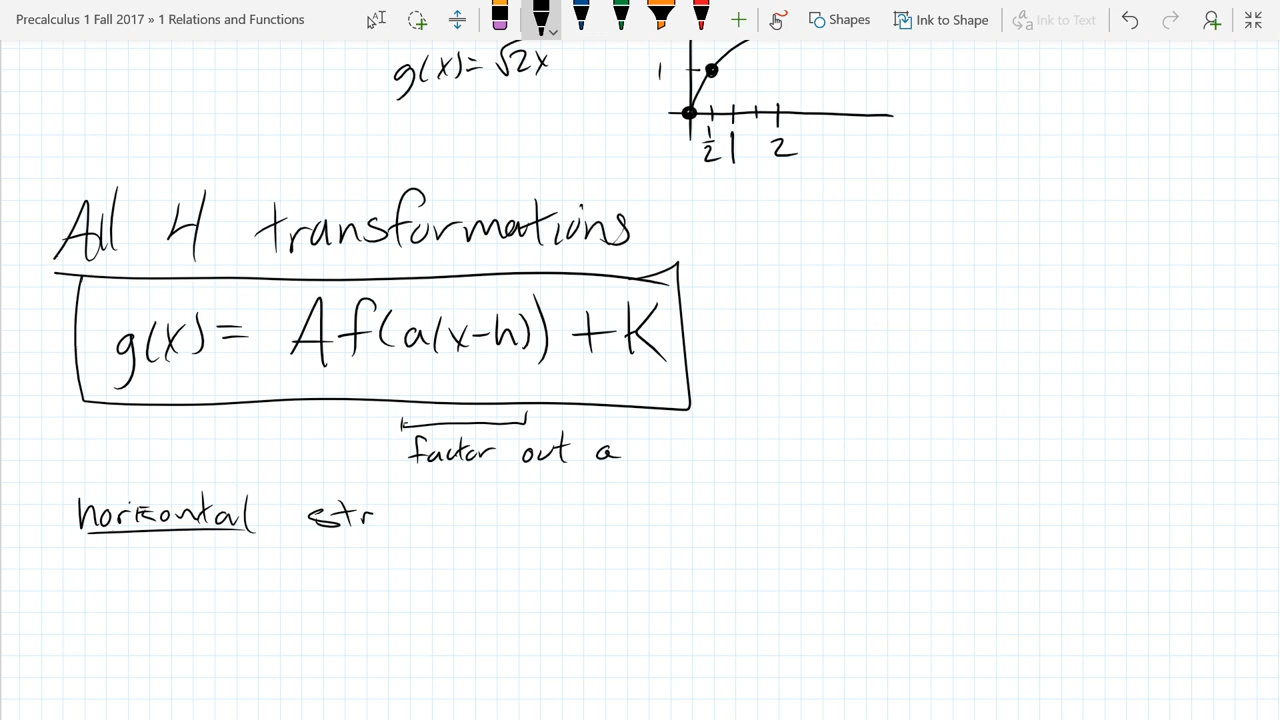 Precalculus 1 Fall 2017 » 1 Relations and Functions
Shapes
Ink to Shape
Ink to Text
g(x)= √2x
1
1/2 1 2
All 4 transformations
g(x)= Af(a(x-h)) + K
factor out a
horizontal str